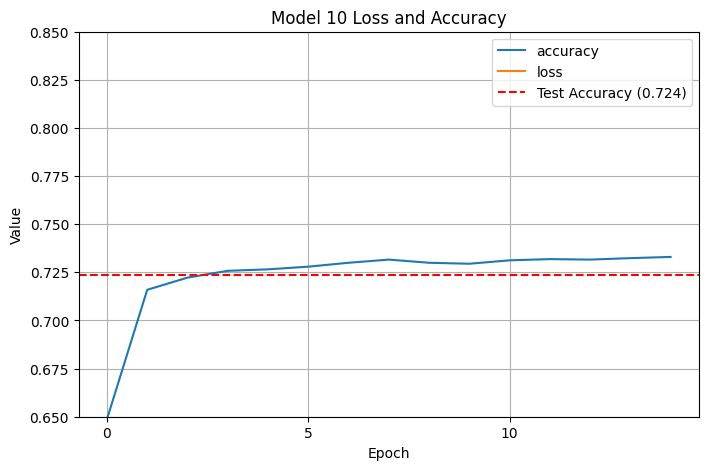 Model 10 Loss and Accuracy
0.850
0.825
0.800
0.775
0.750
0.725
0.700
0.675
0.650
Value
accuracy
loss
Test Accuracy (0.724)
0
5
10
Epoch